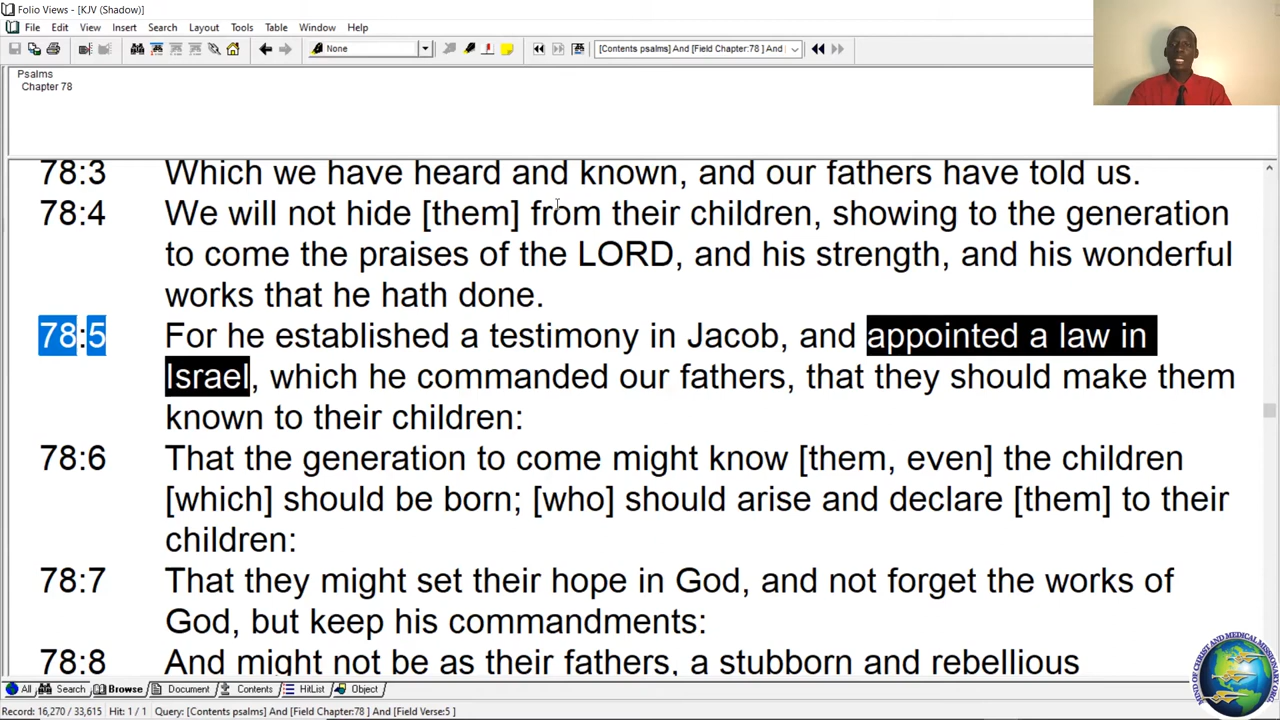 Folio Views - [KJV (Shadow)]
File Edit View Insert Search Layout Tools Table Window Help
None
[Contents psalms] And [Field Chapter:78 ] And
Psalms
Chapter 78
78:3 Which we have heard and known, and our fathers have told us.
78:4 We will not hide [them] from their children, showing to the generation
to come the praises of the LORD, and his strength, and his wonderful
works that he hath done.
78:5 For he established a testimony in Jacob, and appointed a law in
Israel, which he commanded our fathers, that they should make them
known to their children:
78:6 That the generation to come might know [them, even] the children
[which] should be born; [who] should arise and declare [them] to their
children:
78:7 That they might set their hope in God, and not forget the works of
God, but keep his commandments:
78:8 And might not be as their fathers, a stubborn and rebellious
MIND OF CHRIST AND MEDICAL MISSIONARY.ORG
All Search Browse Document Contents HitList Object
Record: 16,270 / 33,615 Hit: 1 / 1 Query: [Contents psalms] And [Field Chapter:78 ] And [Field Verse:5 ]